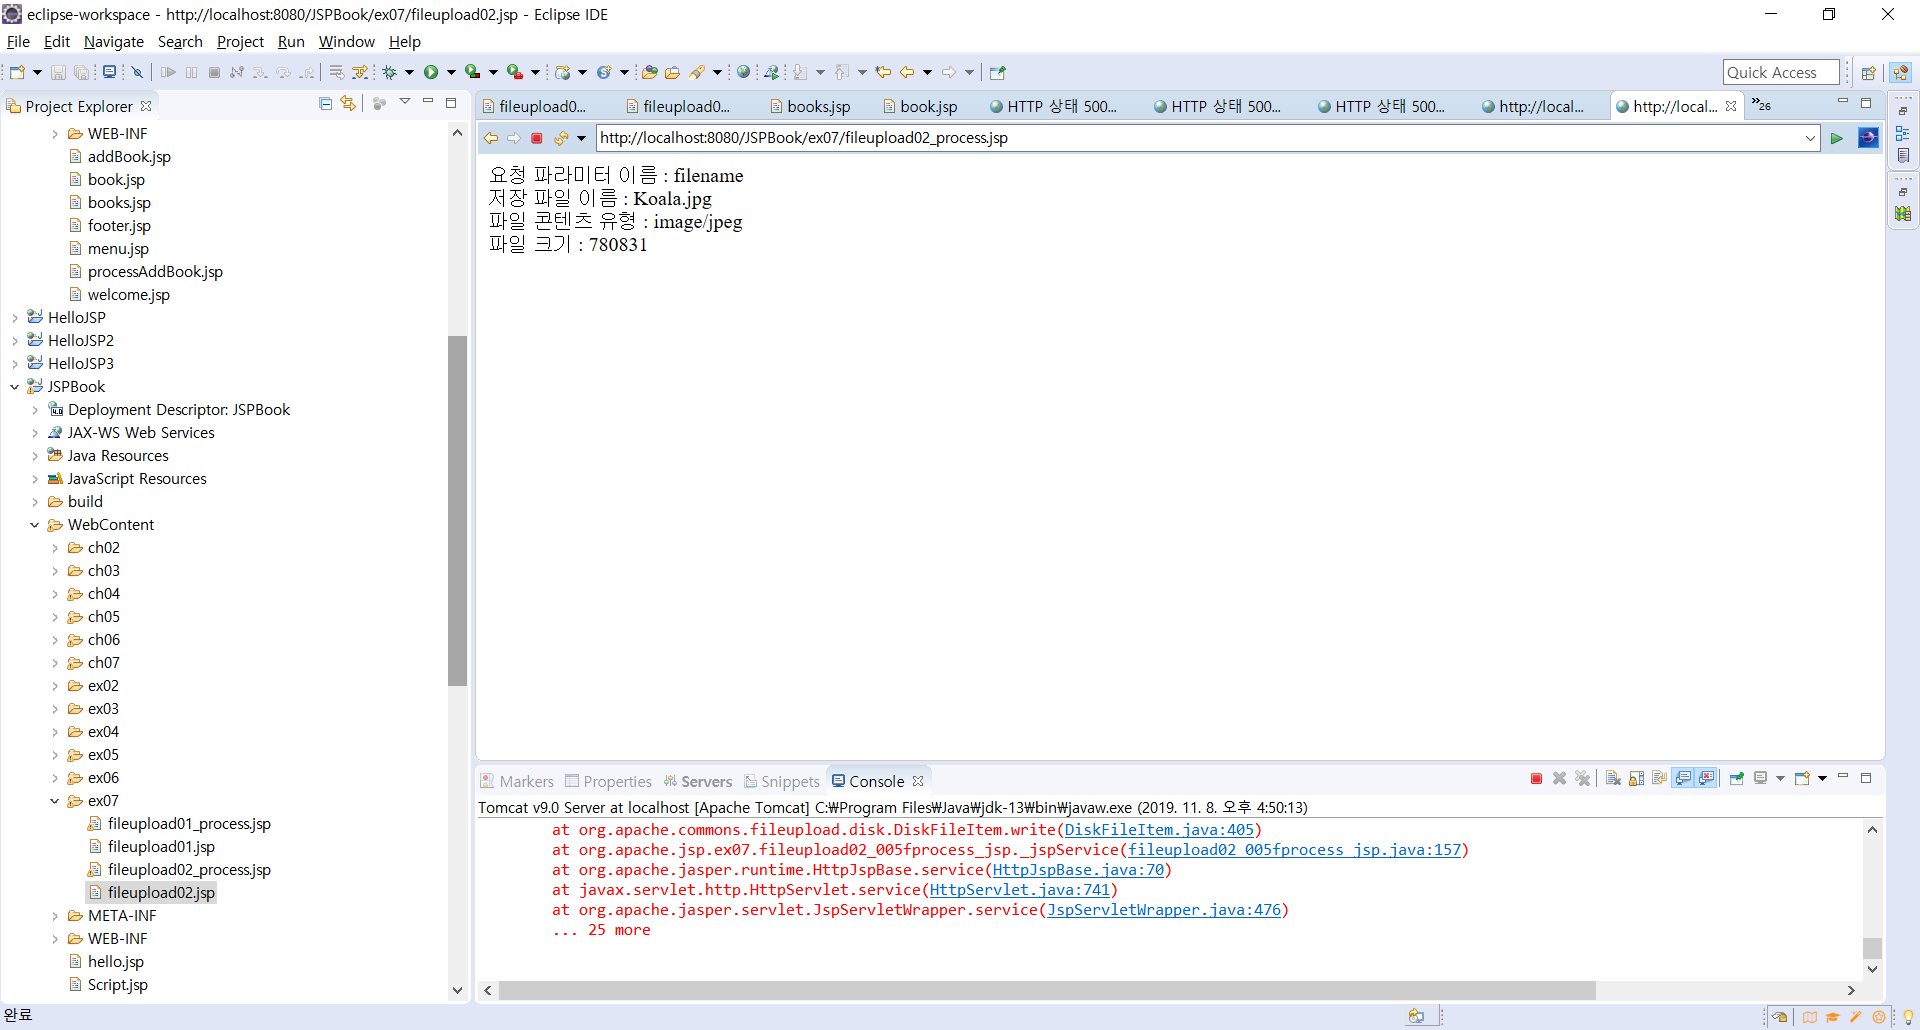 eclipse-workspace - http://localhost:8080/JSPBook/ex07/fileupload02.jsp - Eclipse IDE
File Edit Navigate Search Project Run Window Help
Quick Access
Project Explorer
WEB-INF
addBook.jsp
book.jsp
books.jsp
footer.jsp
menu.jsp
processAddBook.jsp
welcome.jsp
HelloJSP
HelloJSP2
HelloJSP3
JSPBook
Deployment Descriptor: JSPBook
JAX-WS Web Services
Java Resources
JavaScript Resources
build
WebContent
ch02
ch03
ch04
ch05
ch06
ch07
ex02
ex03
ex04
ex05
ex06
ex07
fileupload01_process.jsp
fileupload01.jsp
fileupload02_process.jsp
fileupload02.jsp
META-INF
WEB-INF
hello.jsp
Script.jsp
fileupload0... fileupload0... books.jsp book.jsp HTTP 상태 500... HTTP 상태 500... HTTP 상태 500... http://local... http://local... »26
http://localhost:8080/JSPBook/ex07/fileupload02_process.jsp
요청 파라미터 이름 : filename
저장 파일 이름 : Koala.jpg
파일 콘텐츠 유형 : image/jpeg
파일 크기 : 780831
Markers Properties Servers Snippets Console
Tomcat v9.0 Server at localhost [Apache Tomcat] C:₩Program Files₩Java₩jdk-13₩bin₩javaw.exe (2019. 11. 8. 오후 4:50:13)
at org.apache.commons.fileupload.disk.DiskFileItem.write(DiskFileItem.java:405)
at org.apache.jsp.ex07.fileupload02_005fprocess_jsp._jspService(fileupload02_005fprocess_jsp.java:157)
at org.apache.jasper.runtime.HttpJspBase.service(HttpJspBase.java:70)
at javax.servlet.http.HttpServlet.service(HttpServlet.java:741)
at org.apache.jasper.servlet.JspServletWrapper.service(JspServletWrapper.java:476)
... 25 more
완료